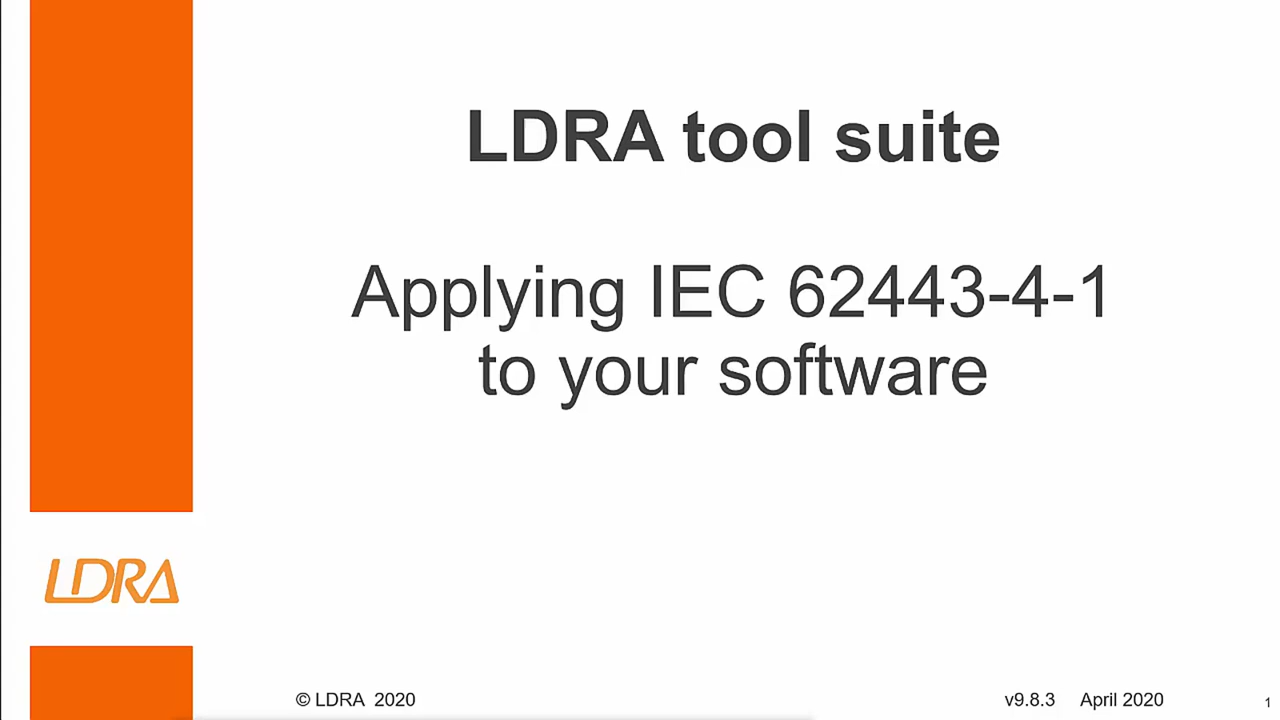 LDRA tool suite
Applying IEC 62443-4-1
to your software
LDRA
© LDRA 2020
v9.8.3 April 2020
1